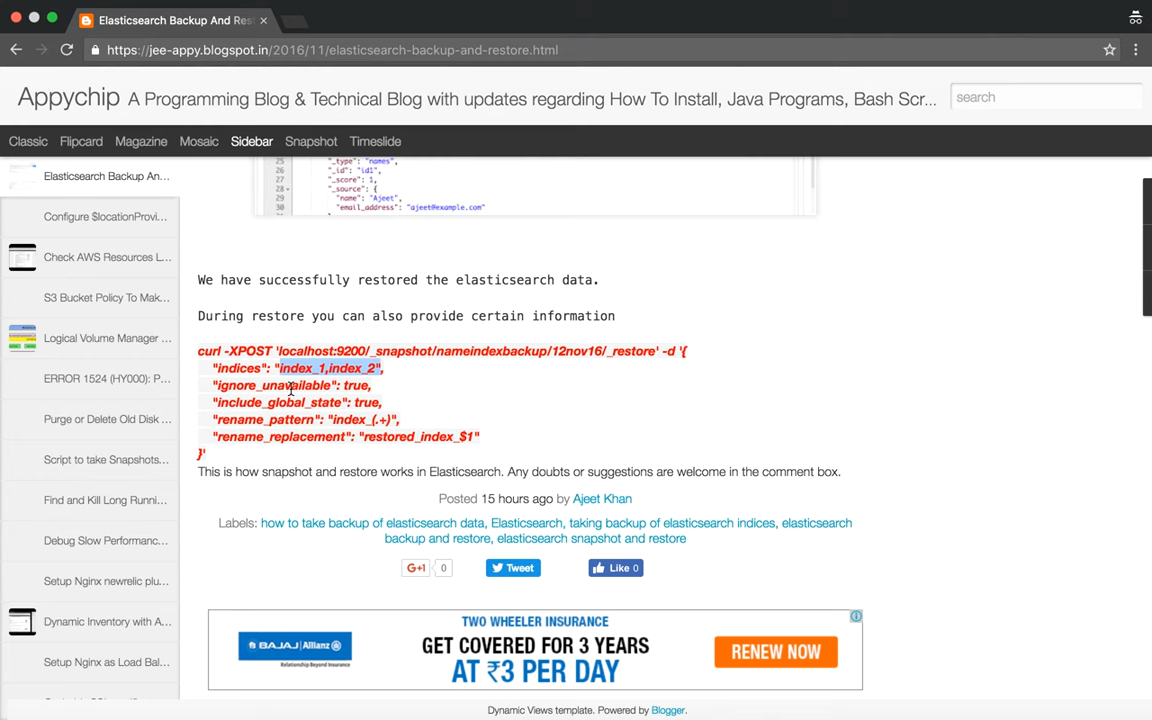 Elasticsearch Backup And Res
https://jee-appy.blogspot.in/2016/11/elasticsearch-backup-and-restore.html
Appychip A Programming Blog & Technical Blog with updates regarding How To Install, Java Programs, Bash Scr...
search
Classic Flipcard Magazine Mosaic Sidebar Snapshot Timeslide
Elasticsearch Backup An...
Configure $locationProvi...
Check AWS Resources L...
S3 Bucket Policy To Mak...
Logical Volume Manager ...
ERROR 1524 (HY000): P...
Purge or Delete Old Disk ...
Script to take Snapshots...
Find and Kill Long Runni...
Debug Slow Performanc...
Setup Nginx newrelic plu...
Dynamic Inventory with A...
Setup Nginx as Load Bal...
25 "_type": "names",
26 "_id": "id1",
27 "_score": 1,
28 "_source": {
29 "name": "Ajeet",
30 "email_address": "ajeet@example.com"
We have successfully restored the elasticsearch data.
During restore you can also provide certain information
curl -XPOST 'localhost:9200/_snapshot/nameindexbackup/12nov16/_restore' -d '{
"indices": "index_1,index_2",
"ignore_unavailable": true,
"include_global_state": true,
"rename_pattern": "index_(.+)",
"rename_replacement": "restored_index_$1"
}'
This is how snapshot and restore works in Elasticsearch. Any doubts or suggestions are welcome in the comment box.
Posted 15 hours ago by Ajeet Khan
Labels: how to take backup of elasticsearch data, Elasticsearch, taking backup of elasticsearch indices, elasticsearch
backup and restore, elasticsearch snapshot and restore
G+1 0 Tweet Like 0
BAJAJ Allianz
Relationship Beyond Insurance
TWO WHEELER INSURANCE
GET COVERED FOR 3 YEARS
AT ₹3 PER DAY
RENEW NOW
Dynamic Views template. Powered by Blogger.